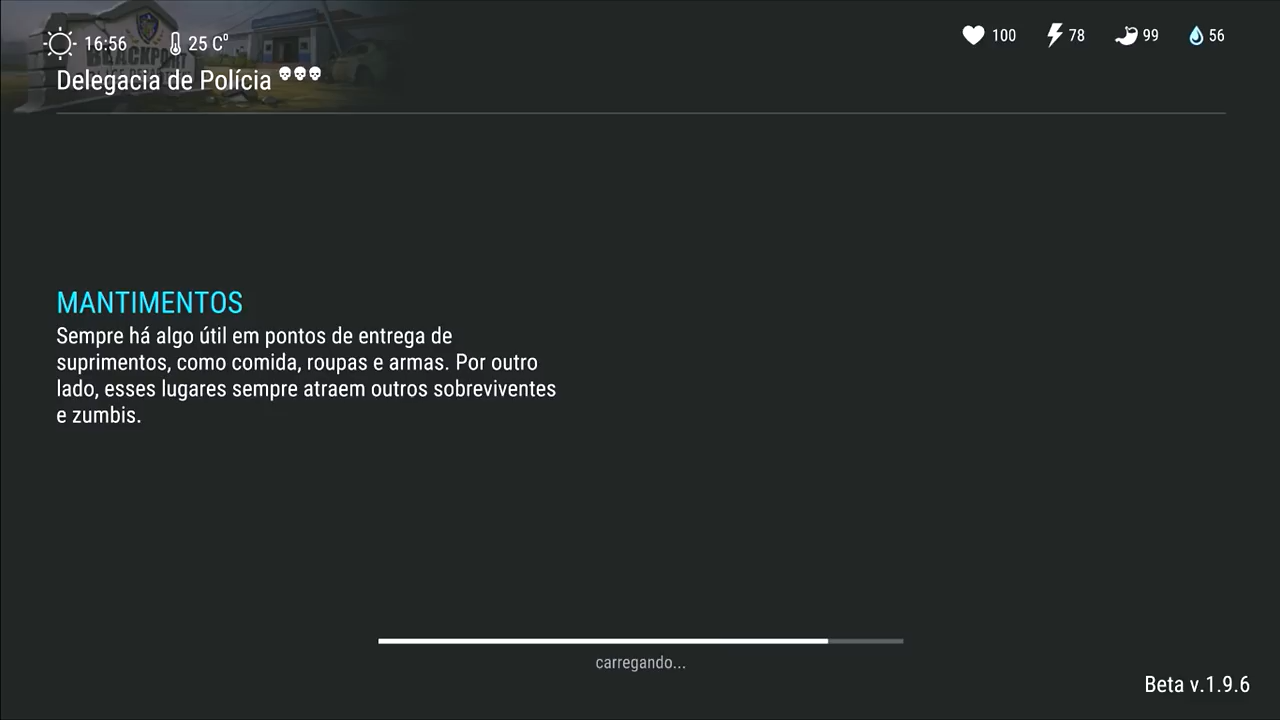 16:56 25 Cº
100 78 99 56
BLACKPORT
Delegacia de Polícia
MANTIMENTOS
Sempre há algo útil em pontos de entrega de
suprimentos, como comida, roupas e armas. Por outro
lado, esses lugares sempre atraem outros sobreviventes
e zumbis.
carregando...
Beta v.1.9.6